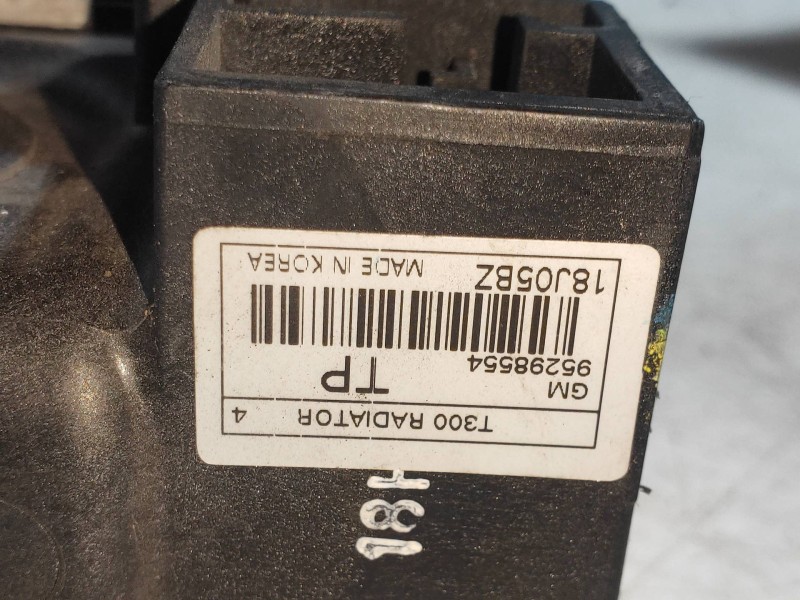 T300 RADIATOR 4
GM
95298554
TP
18J05BZ MADE IN KOREA